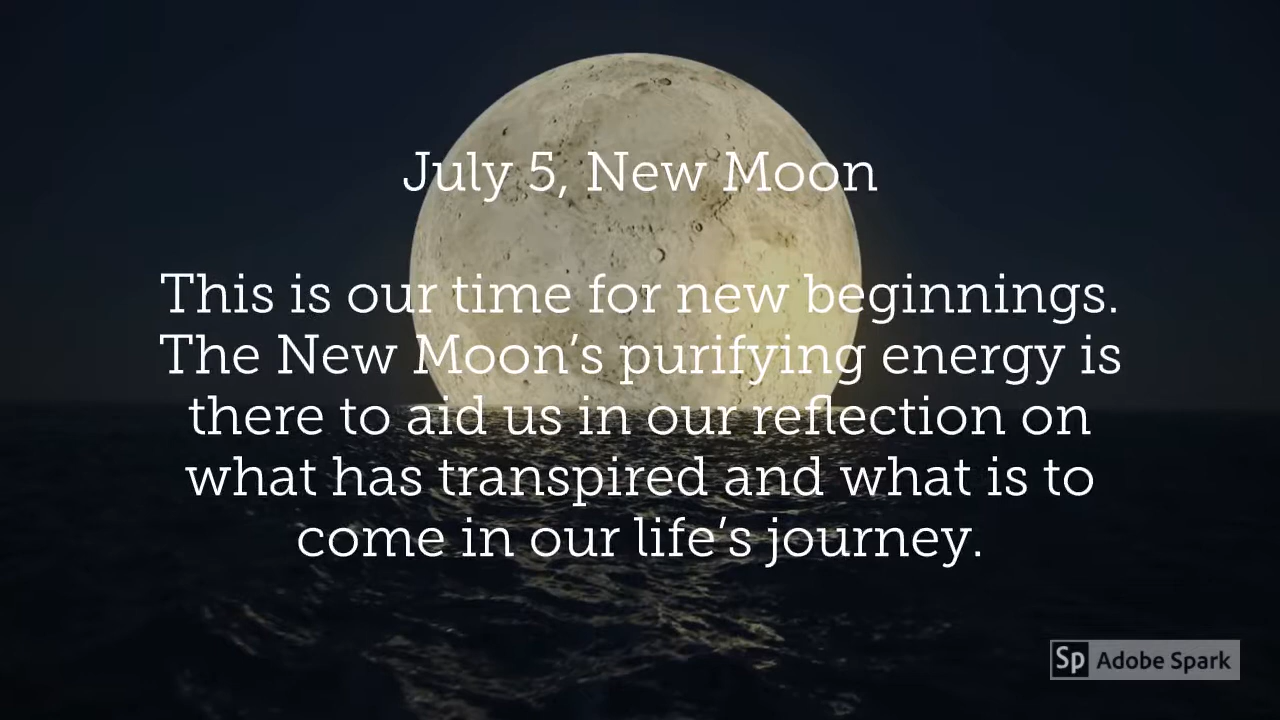 July 5, New Moon
This is our time for new beginnings.
The New Moon’s purifying energy is
there to aid us in our reflection on
what has transpired and what is to
come in our life’s journey.
Sp Adobe Spark